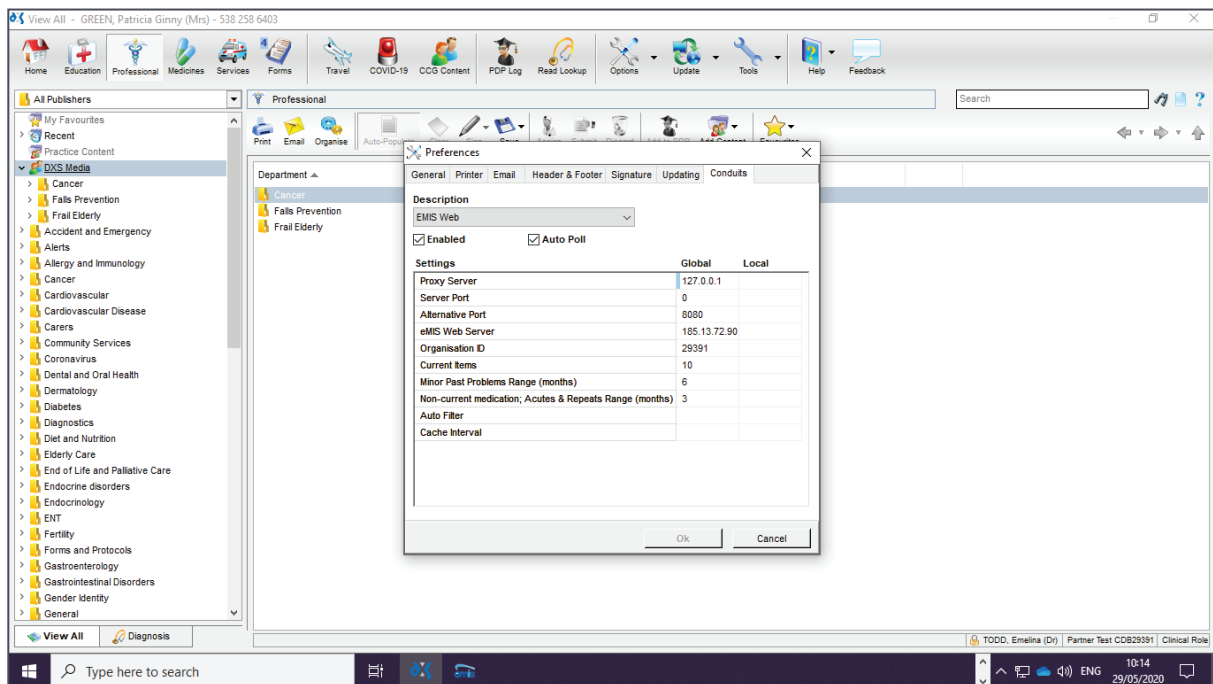 View All - GREEN, Patricia Ginny (Mrs) - 538 258 6403
Home Education Professional Medicines Services Forms Travel COVID-19 CCG Content PDP Log Read Lookup Options Update Tools Help Feedback
All Publishers
Professional
Search
My Favourites
Recent
Practice Content
DXS Media
Cancer
Falls Prevention
Frail Elderly
Accident and Emergency
Alerts
Allergy and Immunology
Cancer
Cardiovascular
Cardiovascular Disease
Carers
Community Services
Coronavirus
Dental and Oral Health
Dermatology
Diabetes
Diagnostics
Diet and Nutrition
Elderly Care
End of Life and Palliative Care
Endocrine disorders
Endocrinology
ENT
Fertility
Forms and Protocols
Gastroenterology
Gastrointestinal Disorders
Gender Identity
General
View All Diagnosis
Print Email Organise
Department
Cancer
Falls Prevention
Frail Elderly
Preferences
General Printer Email Header & Footer Signature Updating Conduits
Description
EMIS Web
Enabled Auto Poll
Settings Global Local
Proxy Server 127.0.0.1
Server Port 0
Alternative Port 8080
eMIS Web Server 185.13.72.90
Organisation ID 29391
Current Items 10
Minor Past Problems Range (months) 6
Non-current medication; Acutes & Repeats Range (months) 3
Auto Filter
Cache Interval
Ok Cancel
TODD, Emelina (Dr) Partner Test CDB29391 Clinical Role
Type here to search
ENG
10:14
29/05/2020